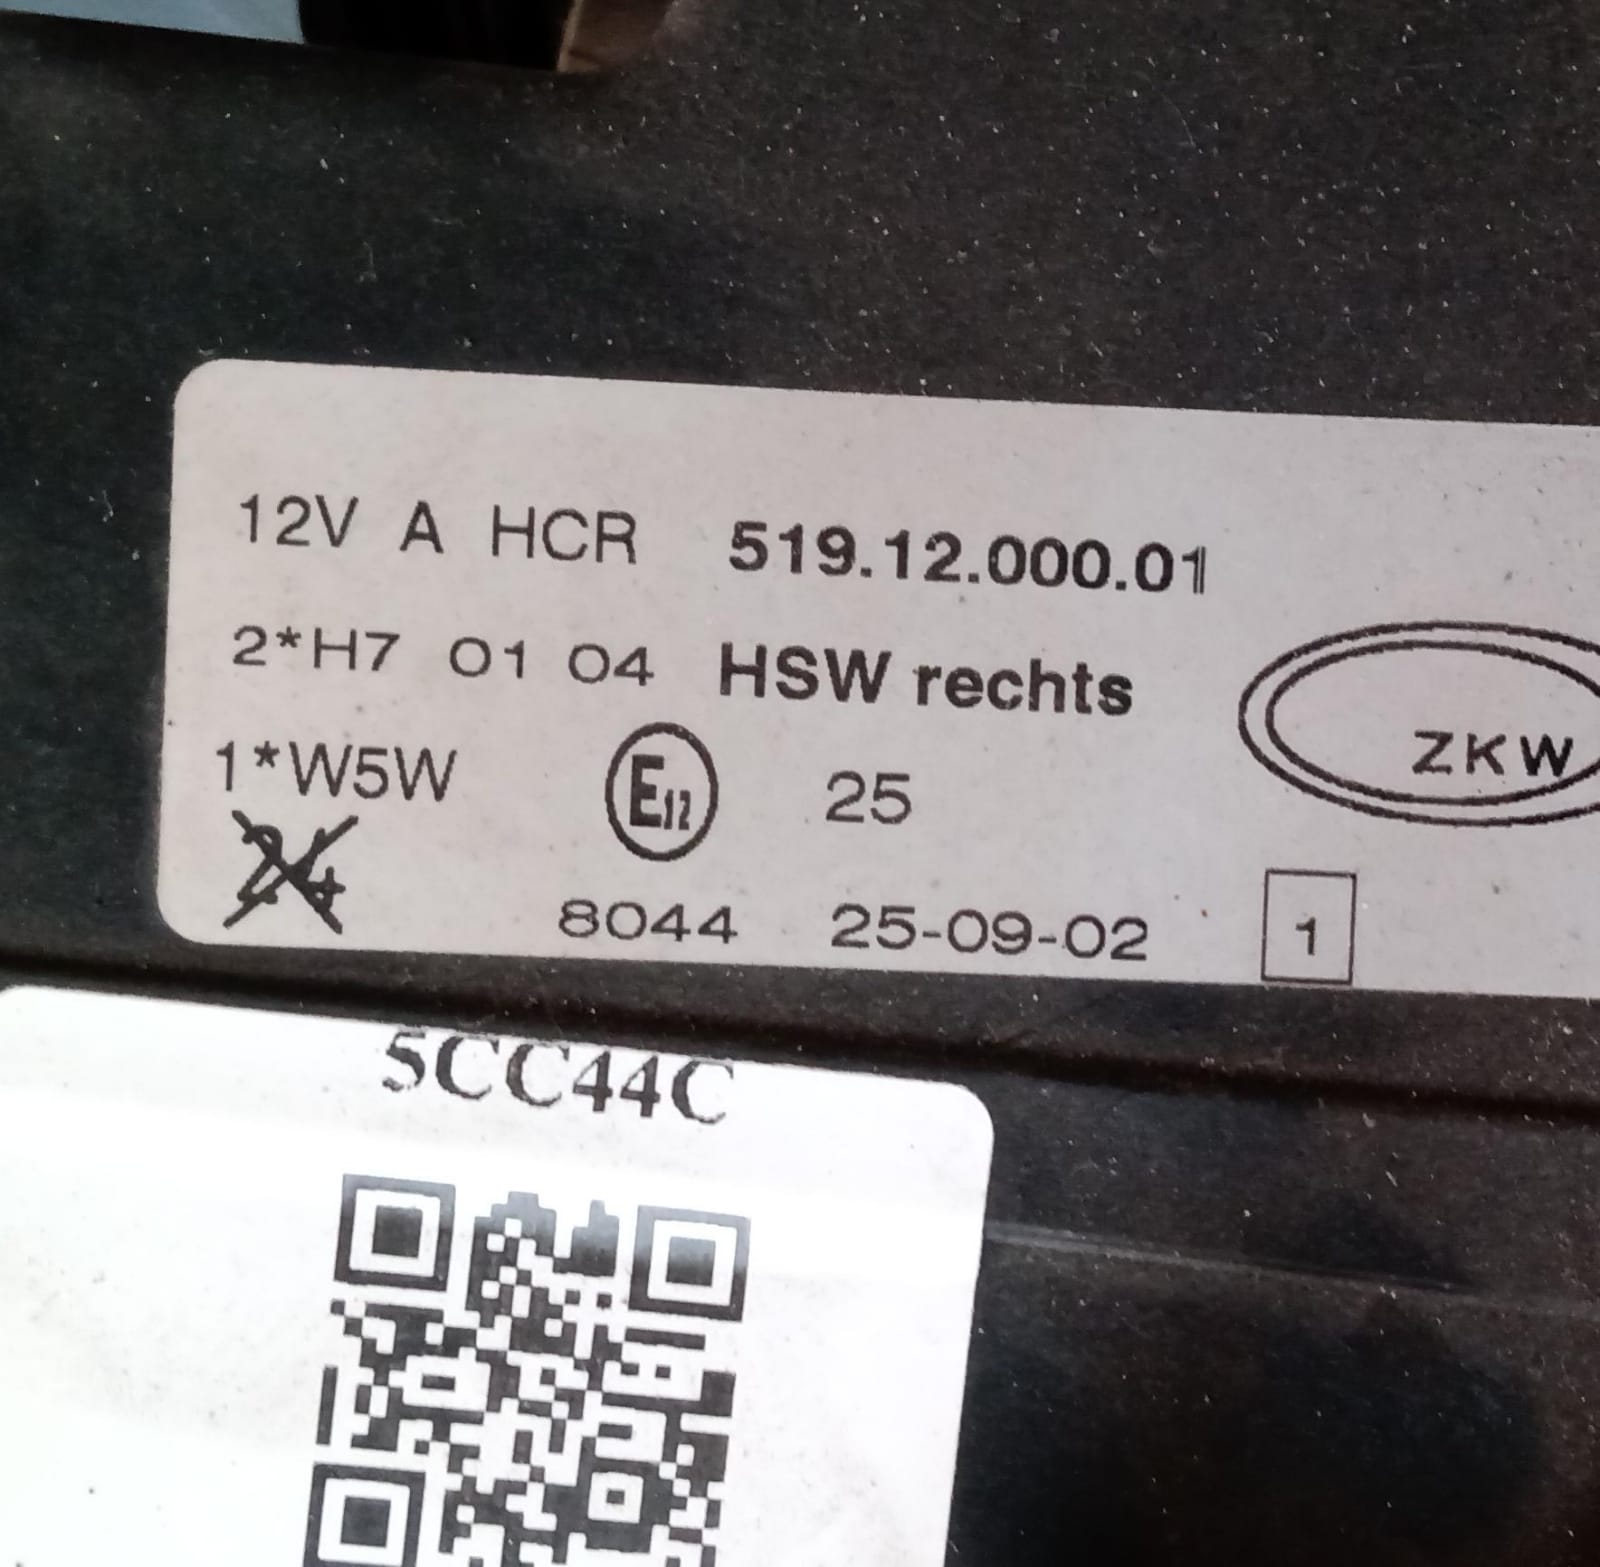 12V A HCR 519.12.000.01
2*H7 01 04 HSW rechts
1*W5W E12 25 ZKW
24
8044 25-09-02 1
5CC44C